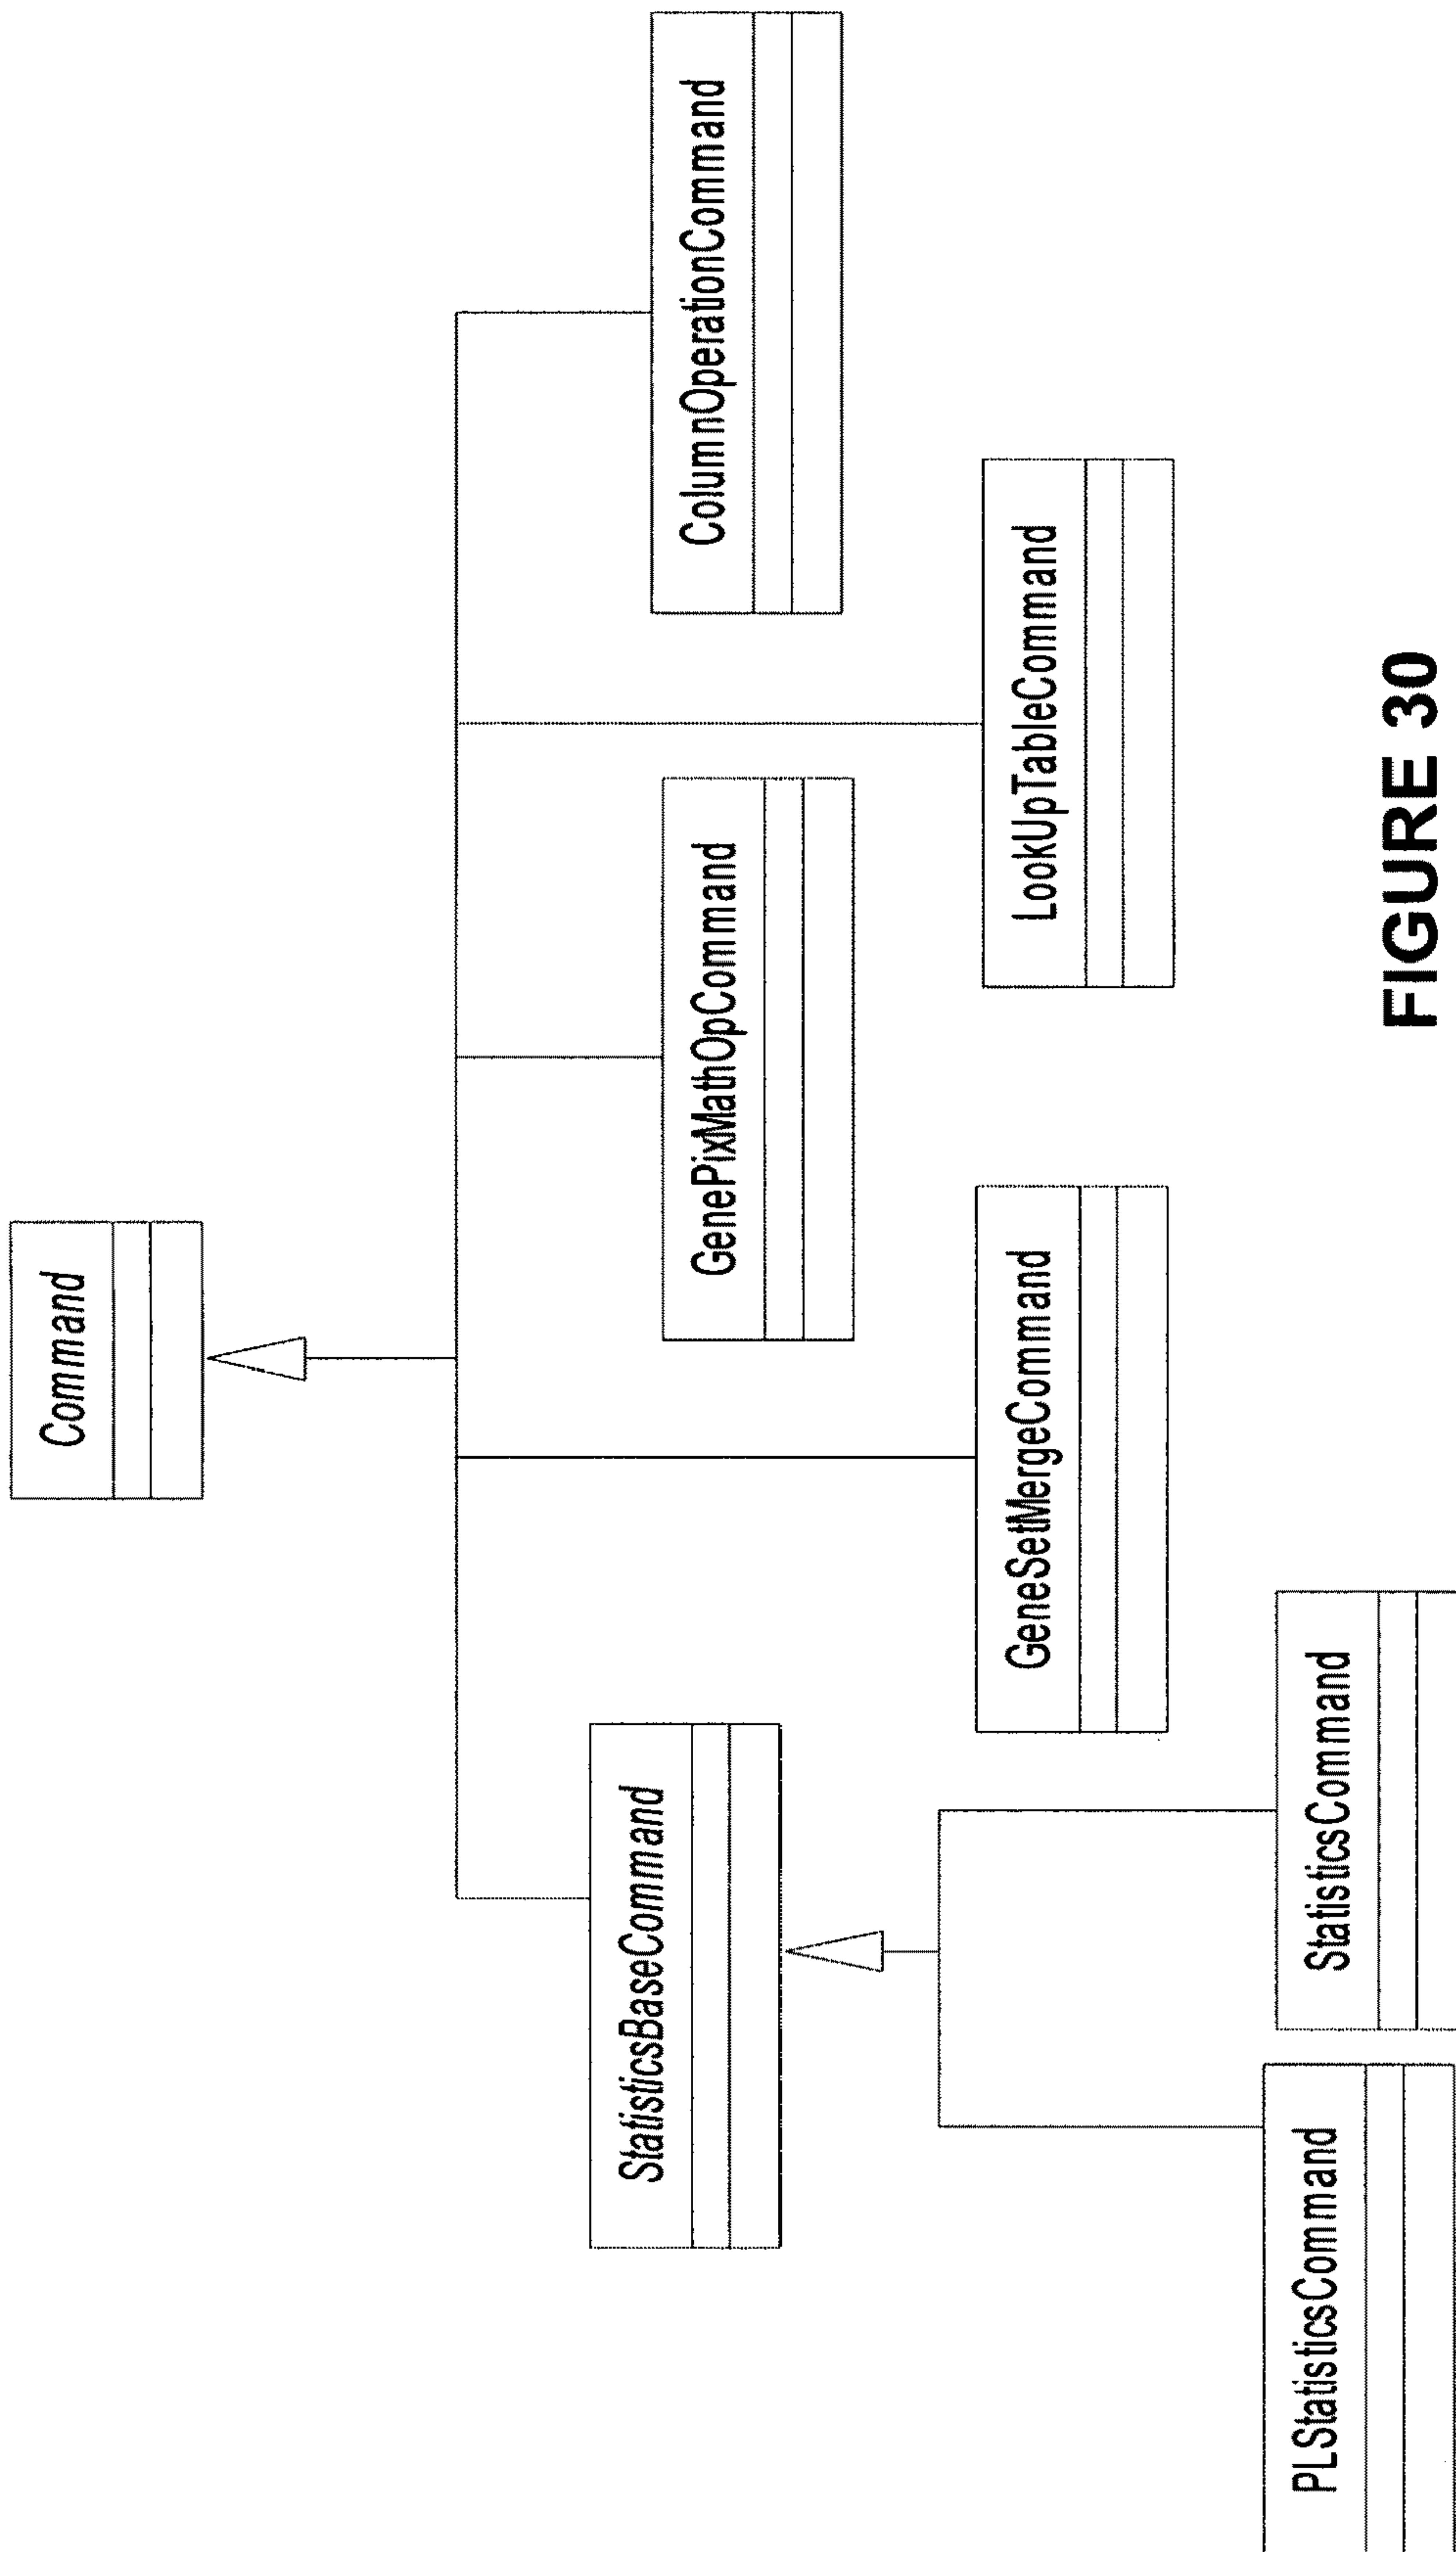 Command
StatisticsBaseCommand
GenePixMathOpCommand
ColumnOperationCommand
GeneSetMergeCommand
LookUpTableCommand
PLStatisticsCommand
StatisticsCommand
FIGURE 30